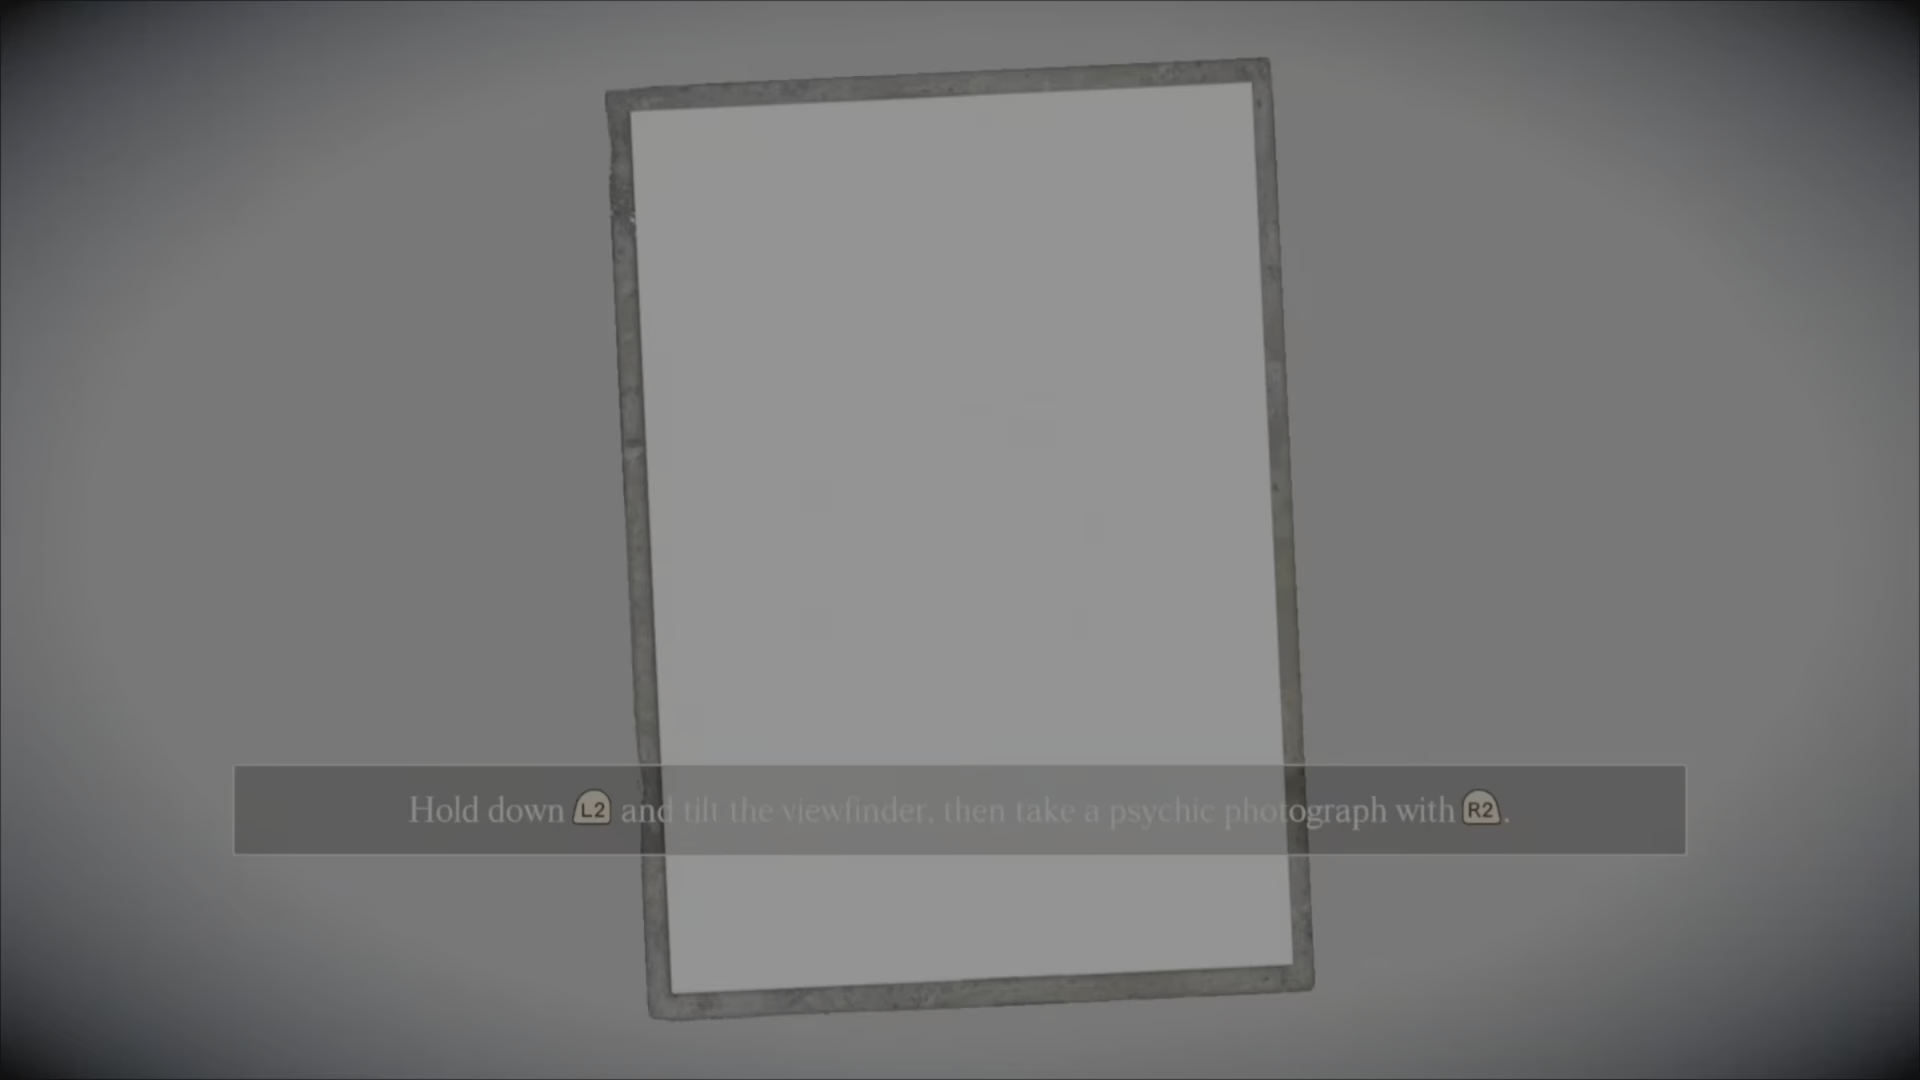 Hold down L2 and tilt the viewfinder, then take a psychic photograph with R2.